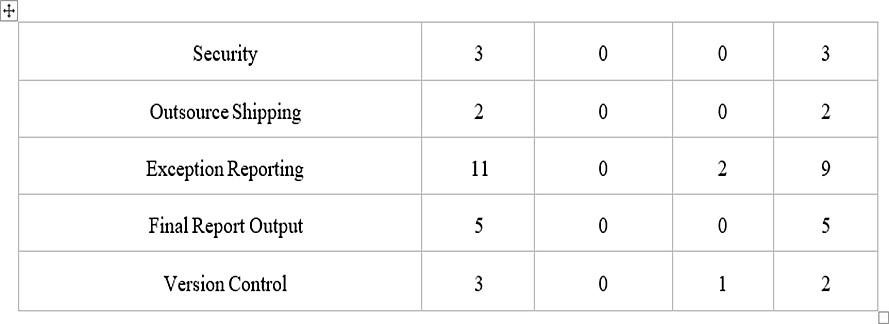 Security 3 0 0 3
Outsource Shipping 2 0 0 2
Exception Reporting 11 0 2 9
Final Report Output 5 0 0 5
Version Control 3 0 1 2